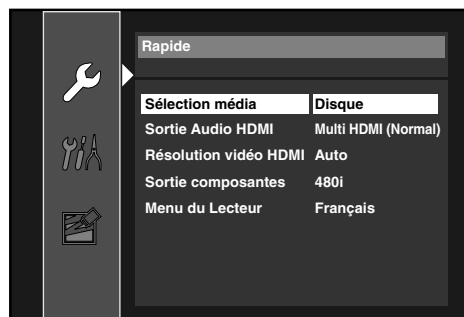 Rapide
Sélection média Disque
Sortie Audio HDMI Multi HDMI (Normal)
Résolution vidéo HDMI Auto
Sortie composantes 480i
Menu du Lecteur Français